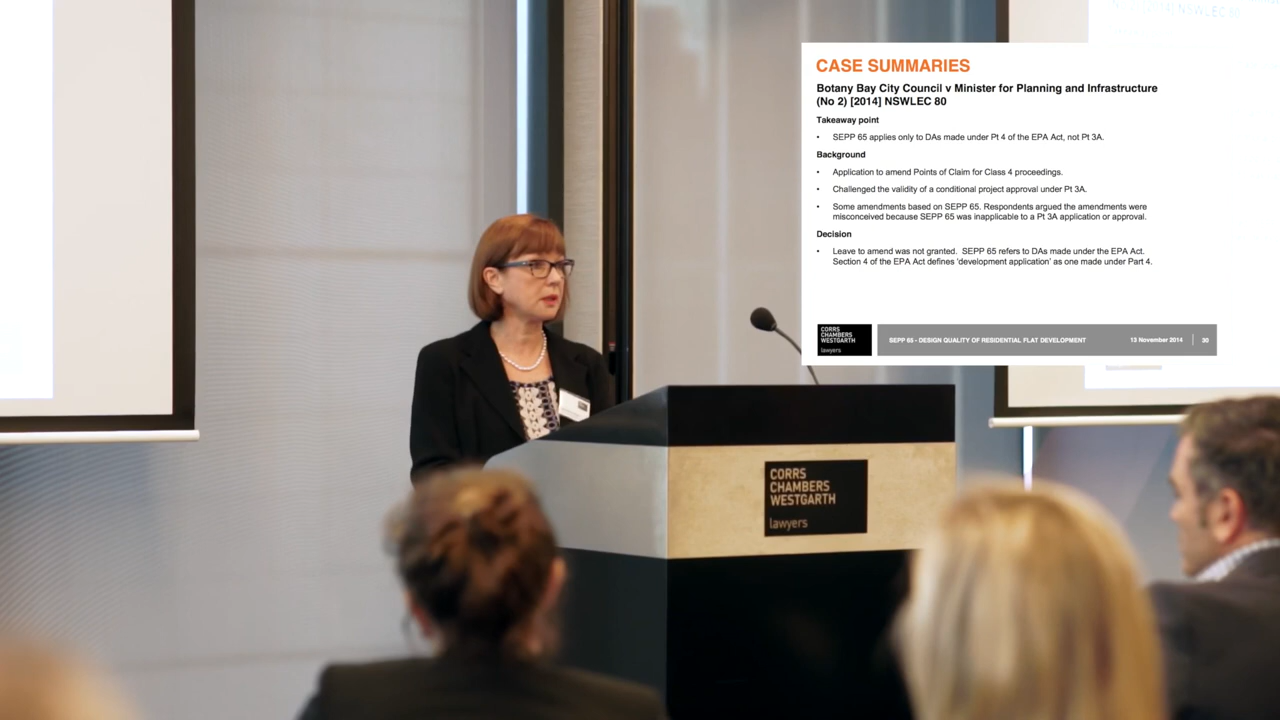 CASE SUMMARIES
Botany Bay City Council v Minister for Planning and Infrastructure
(No 2) [2014] NSWLEC 80
Takeaway point
• SEPP 65 applies only to DAs made under Pt 4 of the EPA Act, not Pt 3A.
Background
• Application to amend Points of Claim for Class 4 proceedings.
• Challenged the validity of a conditional project approval under Pt 3A.
• Some amendments based on SEPP 65. Respondents argued the amendments were
misconceived because SEPP 65 was inapplicable to a Pt 3A application or approval.
Decision
• Leave to amend was not granted. SEPP 65 refers to DAs made under the EPA Act.
Section 4 of the EPA Act defines 'development application' as one made under Part 4.
CORRS
CHAMBERS
WESTGARTH
lawyers
SEPP 65 - DESIGN QUALITY OF RESIDENTIAL FLAT DEVELOPMENT 13 November 2014 30
CORRS
CHAMBERS
WESTGARTH
lawyers